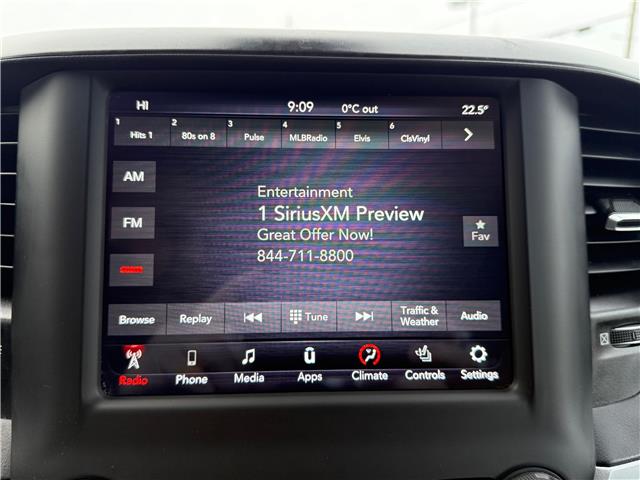 HI 9:09 0°C out 22.5°
1 Hits 1 2 80s on 8 3 Pulse 4 MLBRadio 5 Elvis 6 ClsVinyl
AM
FM
Entertainment
1 SiriusXM Preview
Great Offer Now!
844-711-8800
Fav
Browse Replay Tune Traffic & Weather Audio
Radio Phone Media Apps Climate Controls Settings